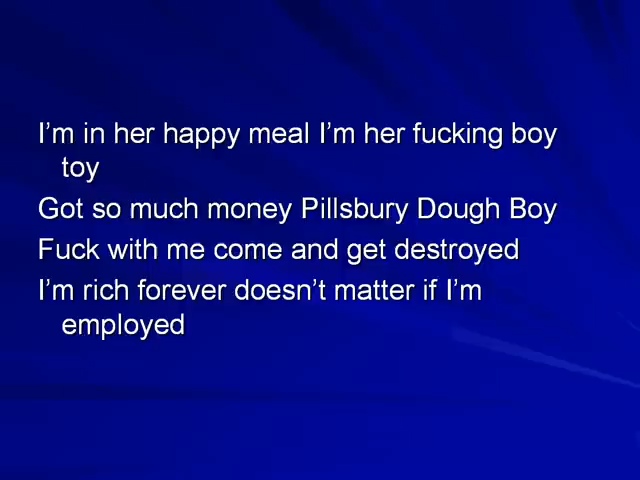 I'm in her happy meal I'm her fucking boy
toy
Got so much money Pillsbury Dough Boy
Fuck with me come and get destroyed
I'm rich forever doesn't matter if I'm
employed